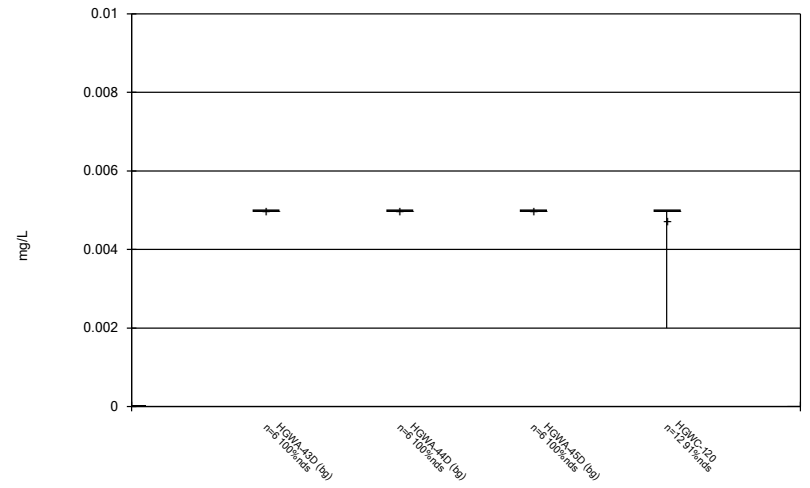 0.01
0.008
0.006
mg/L
0.004
0.002
0
HGWA-43D (bg)
n=6 100%nds
HGWA-44D (bg)
n=6 100%nds
HGWA-45D (bg)
n=6 100%nds
HGWC-120
n=12 91%nds